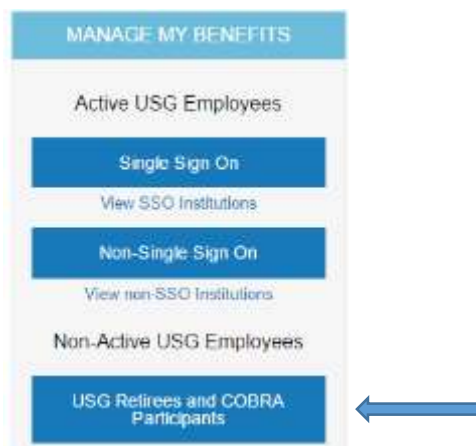 MANAGE MY BENEFITS
Active USG Employees
Single Sign On
View SSO Institutions
Non-Single Sign On
View non-SSO Institutions
Non-Active USG Employees
USG Retirees and COBRA
Participants